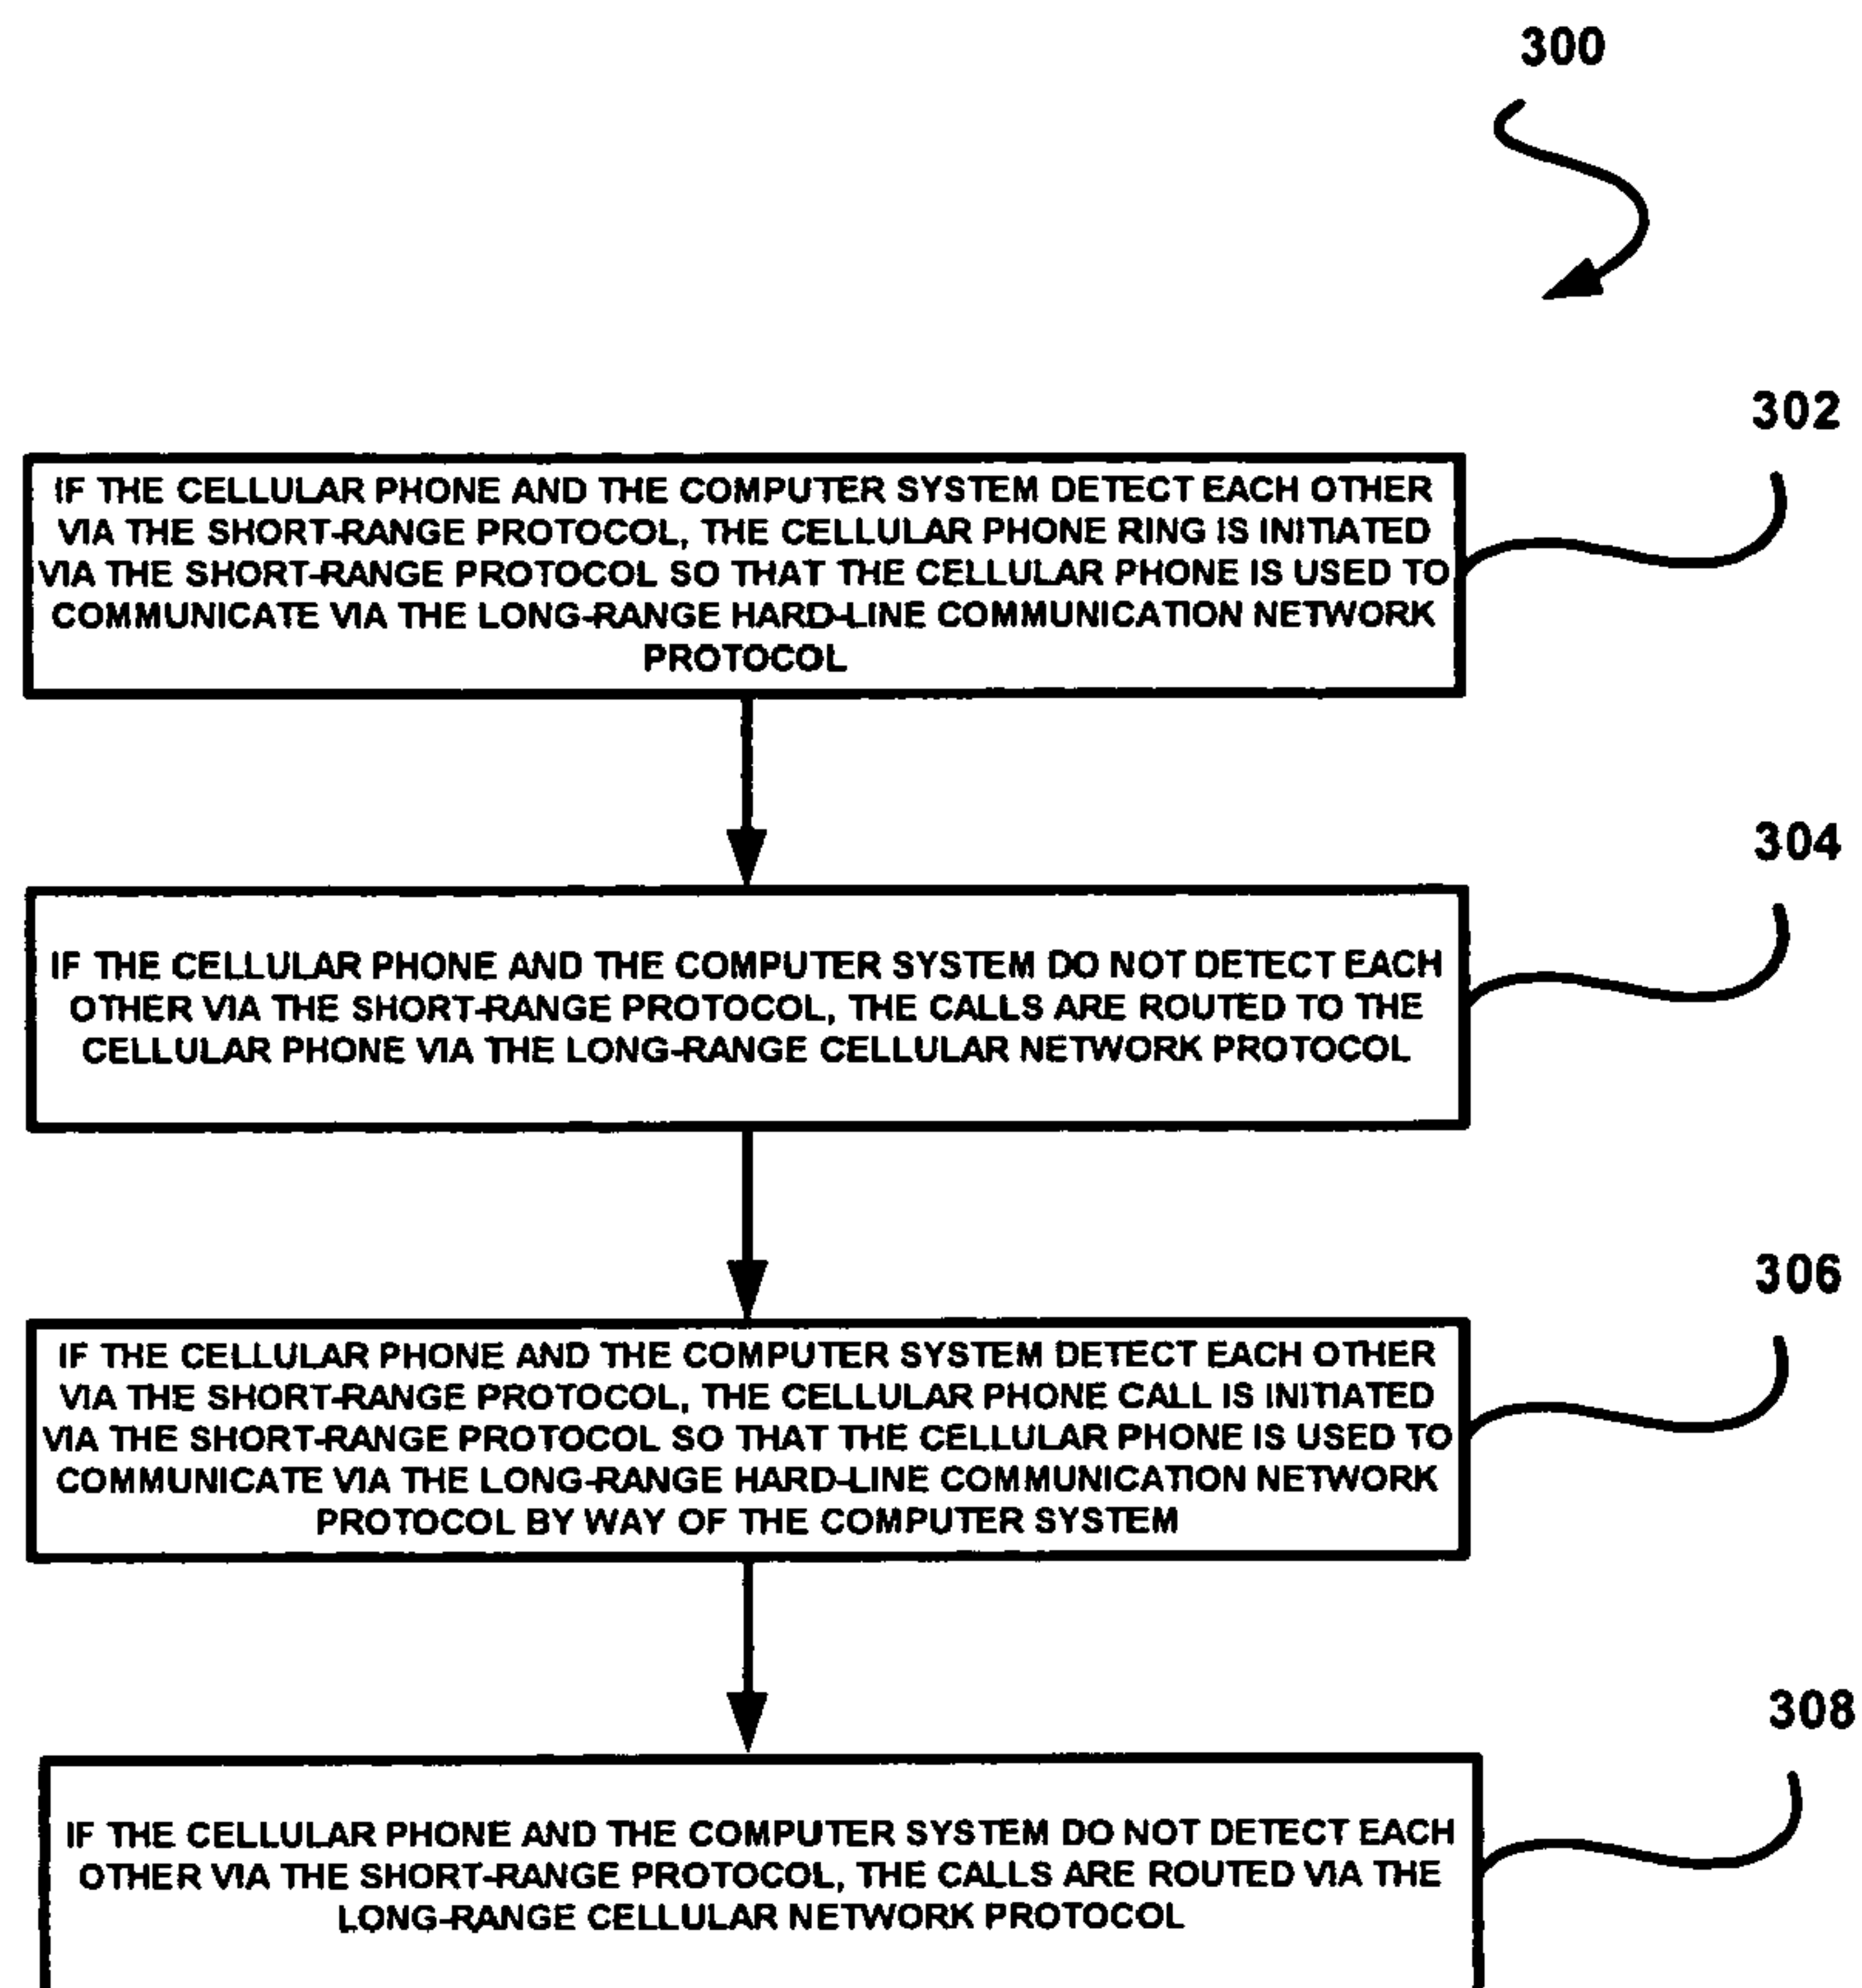 300
302
IF THE CELLULAR PHONE AND THE COMPUTER SYSTEM DETECT EACH OTHER
VIA THE SHORT-RANGE PROTOCOL, THE CELLULAR PHONE RING IS INITIATED
VIA THE SHORT-RANGE PROTOCOL SO THAT THE CELLULAR PHONE IS USED TO
COMMUNICATE VIA THE LONG-RANGE HARD-LINE COMMUNICATION NETWORK
PROTOCOL
304
IF THE CELLULAR PHONE AND THE COMPUTER SYSTEM DO NOT DETECT EACH
OTHER VIA THE SHORT-RANGE PROTOCOL, THE CALLS ARE ROUTED TO THE
CELLULAR PHONE VIA THE LONG-RANGE CELLULAR NETWORK PROTOCOL
306
IF THE CELLULAR PHONE AND THE COMPUTER SYSTEM DETECT EACH OTHER
VIA THE SHORT-RANGE PROTOCOL, THE CELLULAR PHONE CALL IS INITIATED
VIA THE SHORT-RANGE PROTOCOL SO THAT THE CELLULAR PHONE IS USED TO
COMMUNICATE VIA THE LONG-RANGE HARD-LINE COMMUNICATION NETWORK
PROTOCOL BY WAY OF THE COMPUTER SYSTEM
308
IF THE CELLULAR PHONE AND THE COMPUTER SYSTEM DO NOT DETECT EACH
OTHER VIA THE SHORT-RANGE PROTOCOL, THE CALLS ARE ROUTED VIA THE
LONG-RANGE CELLULAR NETWORK PROTOCOL